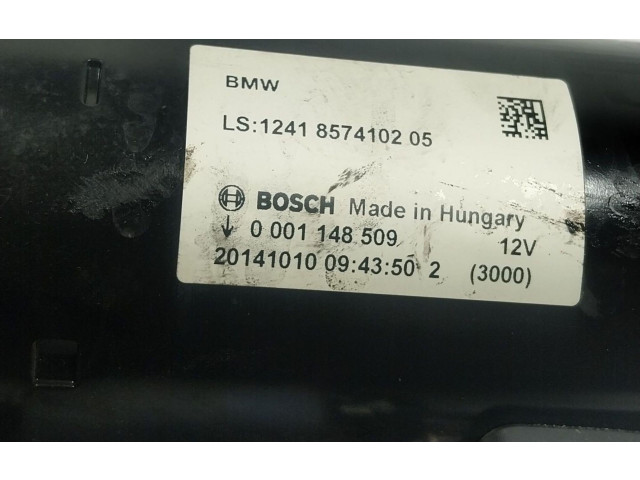 BMW
LS:1241 8574102 05
BOSCH Made in Hungary
0 001 148 509 12V
20141010 09:43:50 2 (3000)